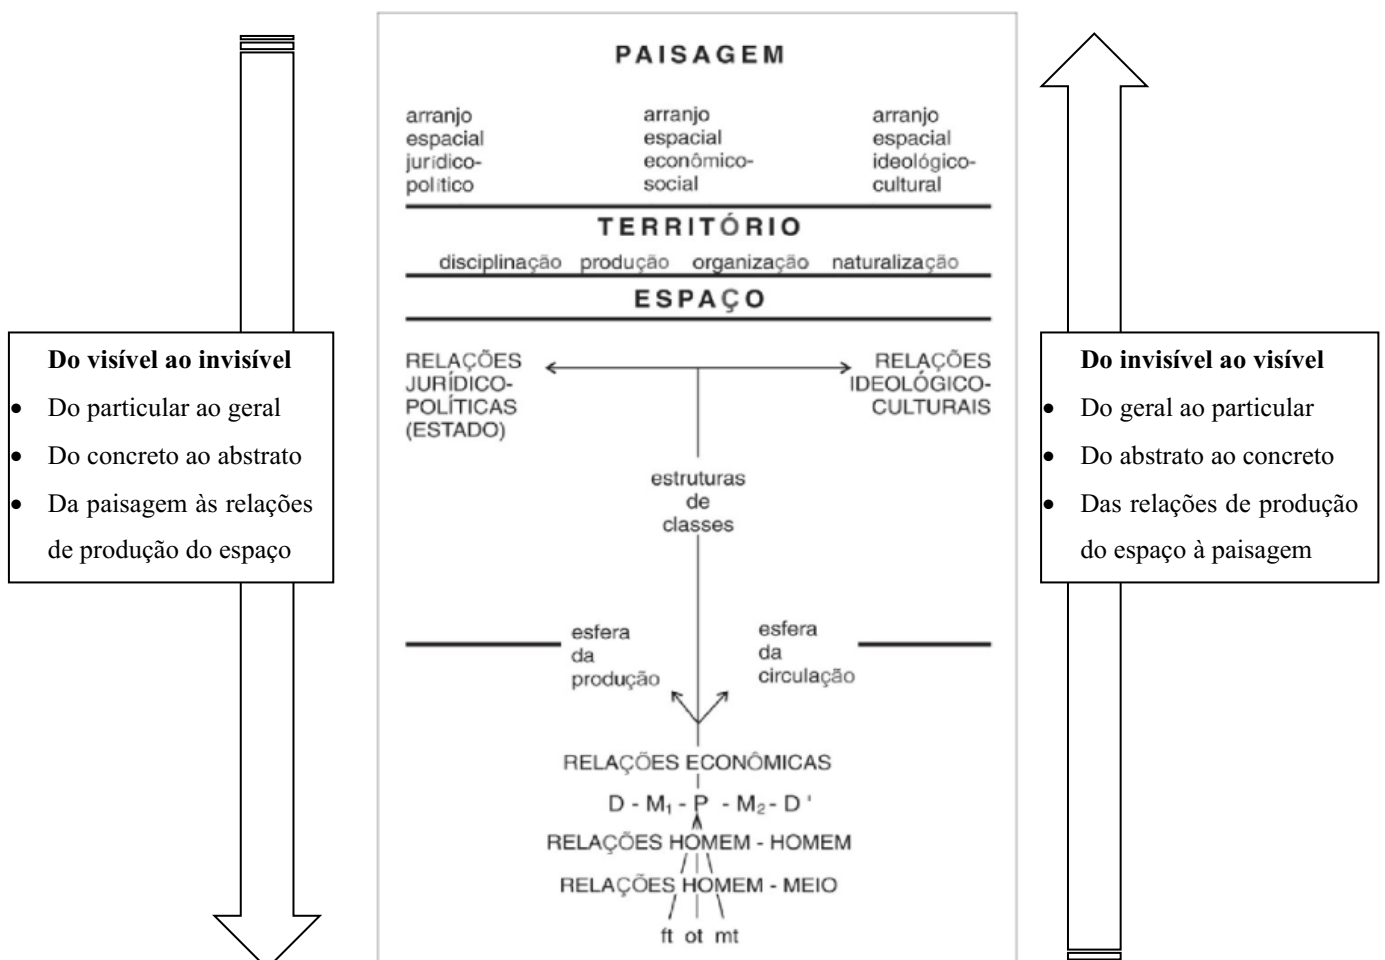 PAISAGEM
arranjo
espacial
jurídico-
político
arranjo
espacial
econômico-
social
arranjo
espacial
ideológico-
cultural
TERRITÓRIO
disciplinação produção organização naturalização
ESPAÇO
Do visível ao invisível
• Do particular ao geral
• Do concreto ao abstrato
• Da paisagem às relações
de produção do espaço
RELAÇÕES
JURÍDICO-
POLÍTICAS
(ESTADO)
RELAÇÕES
IDEOLÓGICO-
CULTURAIS
estruturas
de
classes
esfera
da
produção
esfera
da
circulação
RELAÇÕES ECONÔMICAS
D - M₁ - P - M₂ - D '
RELAÇÕES HOMEM - HOMEM
RELAÇÕES HOMEM - MEIO
ft ot mt
Do invisível ao visível
• Do geral ao particular
• Do abstrato ao concreto
• Das relações de produção
do espaço à paisagem